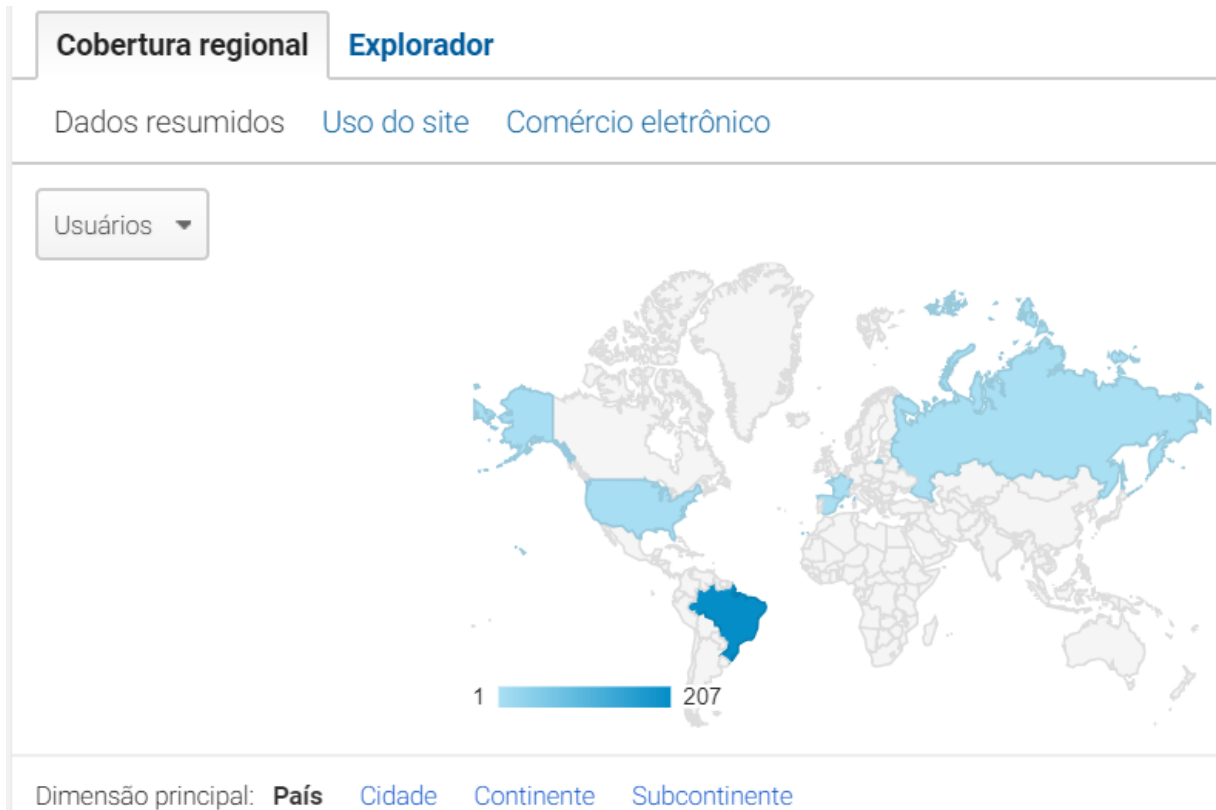 Cobertura regional Explorador
Dados resumidos Uso do site Comércio eletrônico
Usuários
1 207
Dimensão principal: País Cidade Continente Subcontinente